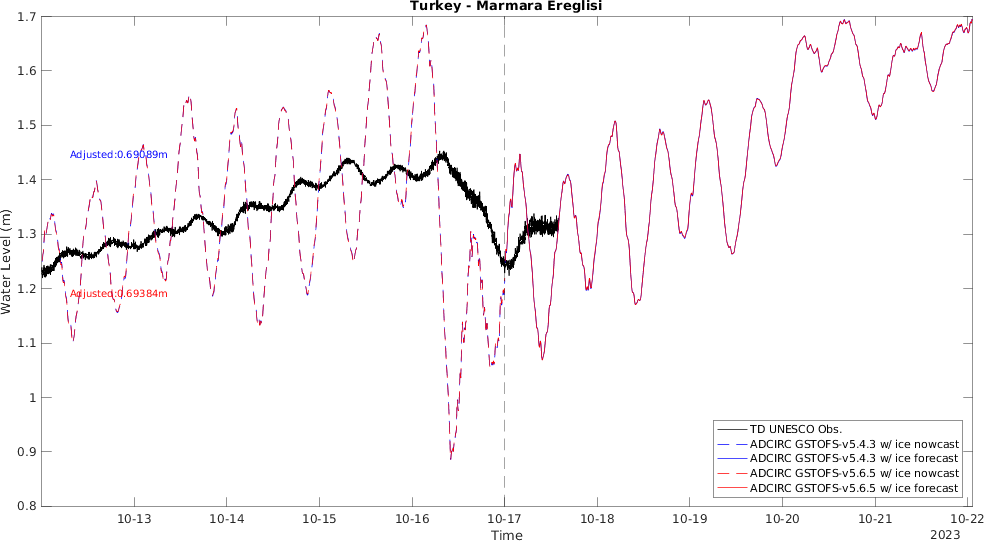 Turkey - Marmara Ereglisi
1.7
1.6
1.5
1.4
1.3
1.2
1.1
1
0.9
0.8
Water Level (m)
Adjusted:0.69089m
Adjusted:0.69384m
TD UNESCO Obs.
ADCIRC GSTOFS-v5.4.3 w/ ice nowcast
ADCIRC GSTOFS-v5.4.3 w/ ice forecast
ADCIRC GSTOFS-v5.6.5 w/ ice nowcast
ADCIRC GSTOFS-v5.6.5 w/ ice forecast
10-13 10-14 10-15 10-16 10-17 10-18 10-19 10-20 10-21 10-22
Time
2023